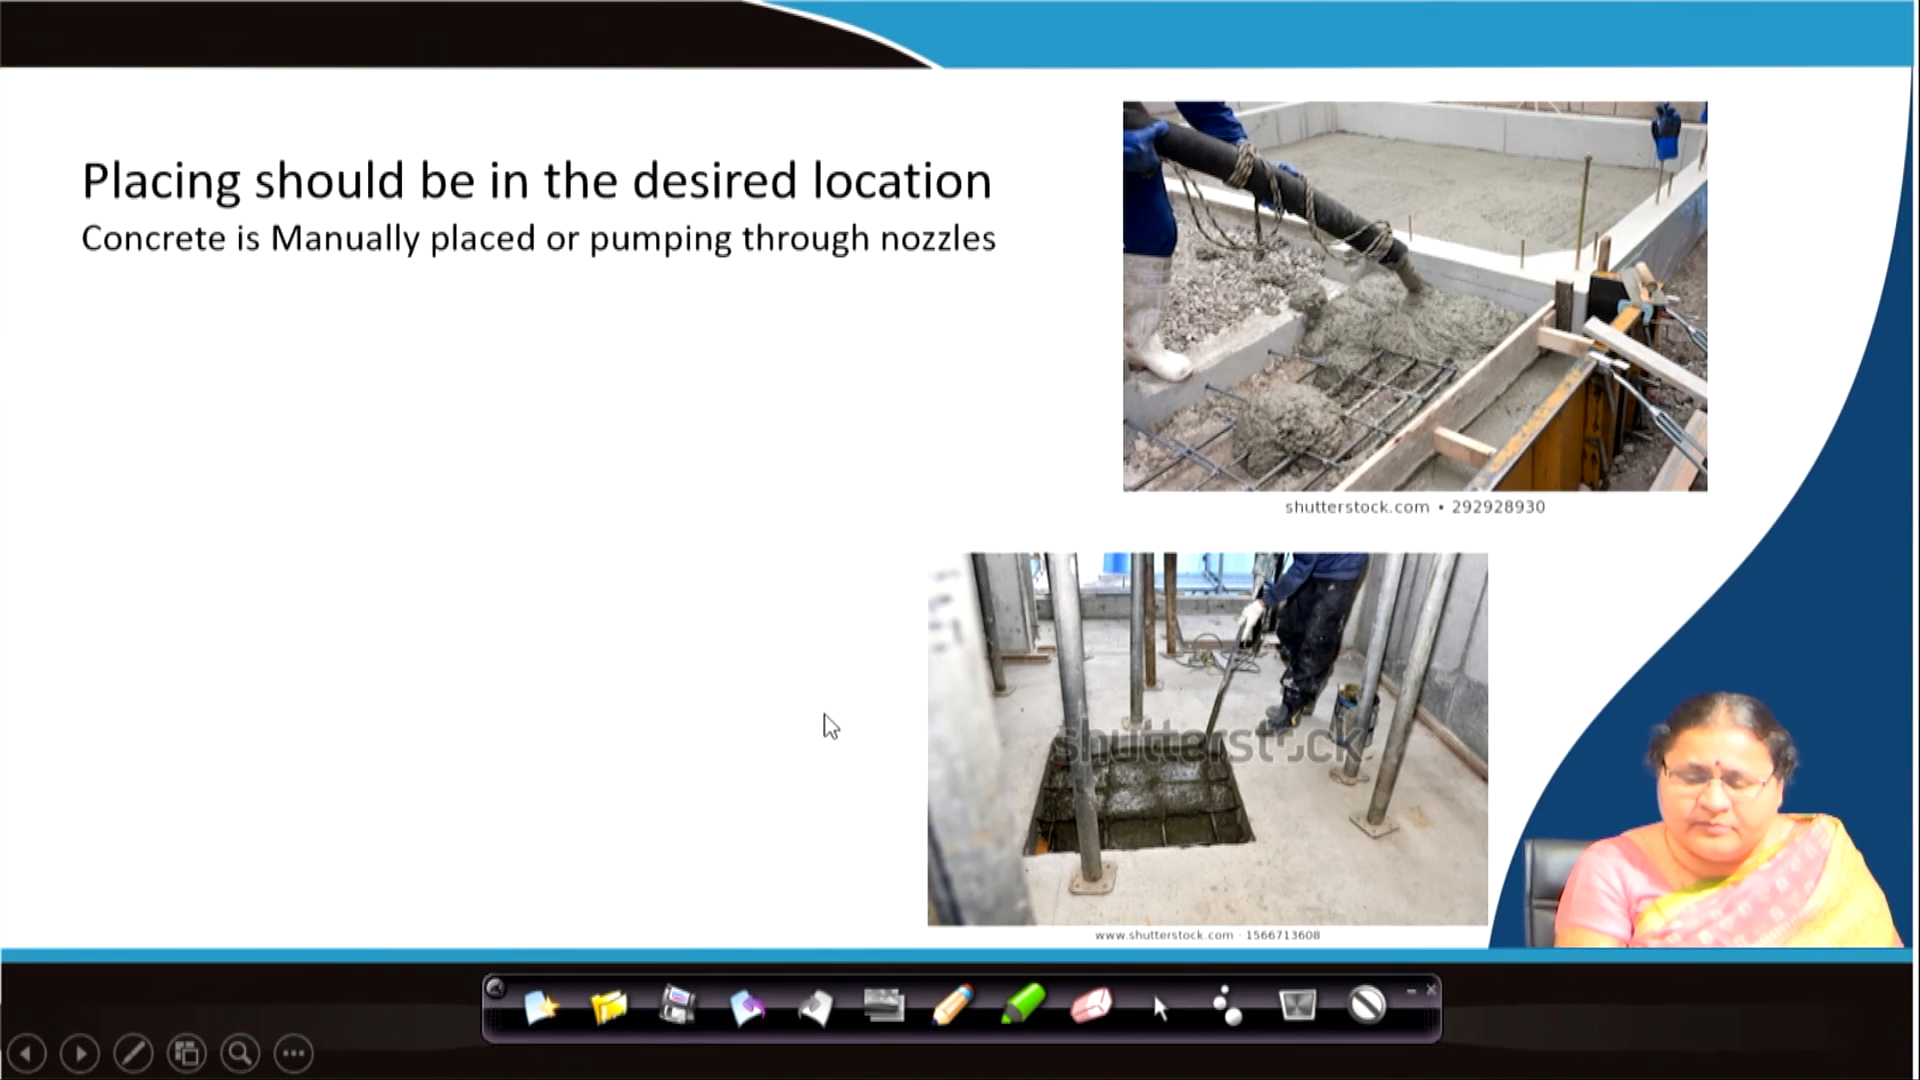 Placing should be in the desired location
Concrete is Manually placed or pumping through nozzles
shutterstock.com • 292928930
shutterstock
www.shutterstock.com · 1566713608